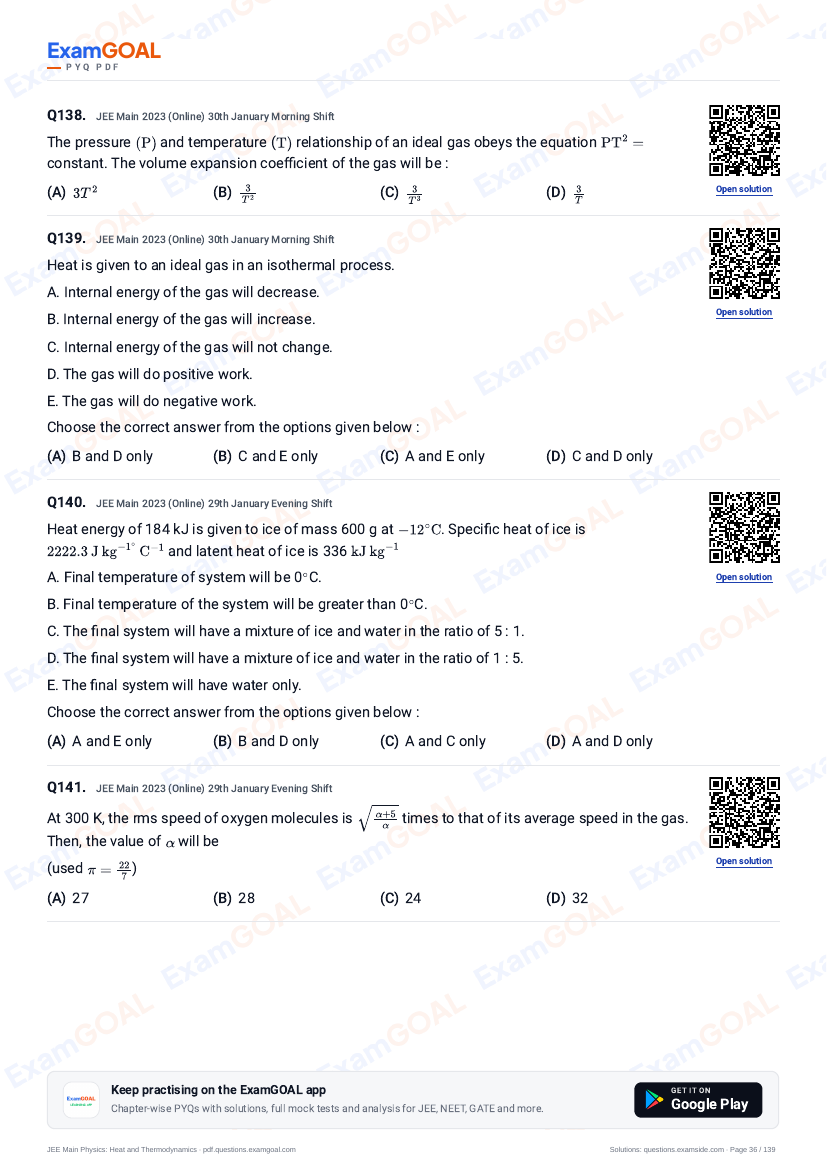 ExamGOAL
PYQ PDF
Q138. JEE Main 2023 (Online) 30th January Morning Shift
The pressure (P) and temperature (T) relationship of an ideal gas obeys the equation PT² =
constant. The volume expansion coefficient of the gas will be :
(A) 3T² (B) 3/T² (C) 3/T³ (D) 3/T
Open solution
Q139. JEE Main 2023 (Online) 30th January Morning Shift
Heat is given to an ideal gas in an isothermal process.
A. Internal energy of the gas will decrease.
B. Internal energy of the gas will increase.
C. Internal energy of the gas will not change.
D. The gas will do positive work.
E. The gas will do negative work.
Choose the correct answer from the options given below :
(A) B and D only (B) C and E only (C) A and E only (D) C and D only
Open solution
Q140. JEE Main 2023 (Online) 29th January Evening Shift
Heat energy of 184 kJ is given to ice of mass 600 g at −12°C. Specific heat of ice is
2222.3 J kg⁻¹° C⁻¹ and latent heat of ice is 336 kJ kg⁻¹
A. Final temperature of system will be 0°C.
B. Final temperature of the system will be greater than 0°C.
C. The final system will have a mixture of ice and water in the ratio of 5 : 1.
D. The final system will have a mixture of ice and water in the ratio of 1 : 5.
E. The final system will have water only.
Choose the correct answer from the options given below :
(A) A and E only (B) B and D only (C) A and C only (D) A and D only
Open solution
Q141. JEE Main 2023 (Online) 29th January Evening Shift
At 300 K, the rms speed of oxygen molecules is √((α+5)/α) times to that of its average speed in the gas.
Then, the value of α will be
(used π = 22/7)
(A) 27 (B) 28 (C) 24 (D) 32
Open solution
ExamGOAL
Keep practising on the ExamGOAL app
Chapter-wise PYQs with solutions, full mock tests and analysis for JEE, NEET, GATE and more.
GET IT ON
Google Play
JEE Main Physics: Heat and Thermodynamics · pdf.questions.examgoal.com
Solutions: questions.examside.com · Page 36 / 139